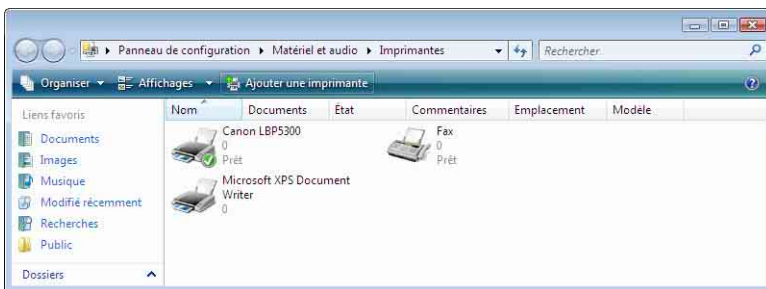 Panneau de configuration Matériel et audio Imprimantes Rechercher
Organiser Affichages Ajouter une imprimante
Liens favoris
Documents
Images
Musique
Modifié récemment
Recherches
Public
Dossiers
Nom Documents État Commentaires Emplacement Modèle
Canon LBP5300
0
Prêt
Fax
0
Prêt
Microsoft XPS Document
Writer
0